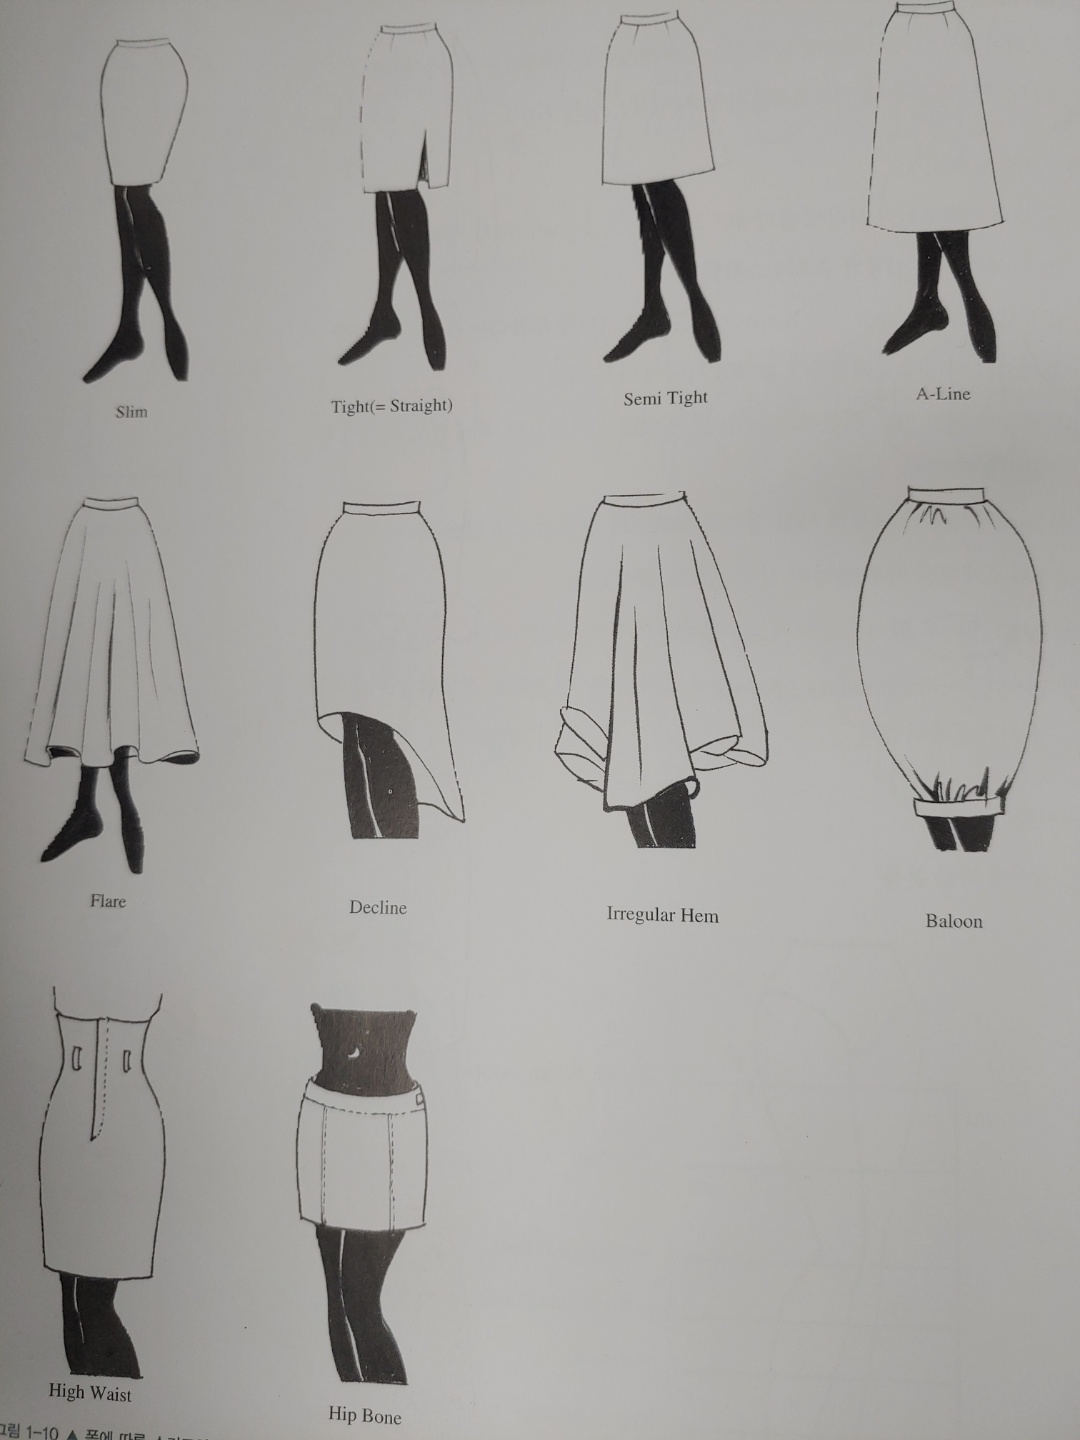 Slim
Tight(= Straight)
Semi Tight
A-Line
Flare
Decline
Irregular Hem
Baloon
High Waist
Hip Bone
그림 1-10 ▲ 폭에 따른